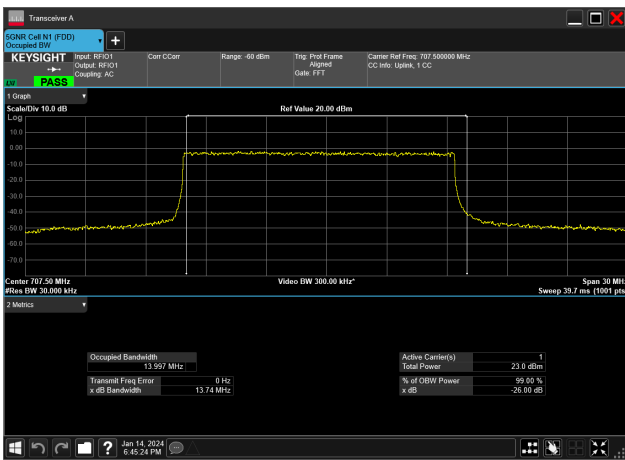 Transceiver A
5GNR Cell N1 (FDD)
Occupied BW
KEYSIGHT
LV PASS
Input: RFIO1
Output: RFIO1
Coupling: AC
Corr CCorr
Range: -60 dBm
Trig: Prot Frame
Aligned
Gate: FFT
Carrier Ref Freq: 707.500000 MHz
CC Info: Uplink, 1 CC
1 Graph
Scale/Div 10.0 dB
Ref Value 20.00 dBm
Log
10.0
0.00
-10.0
-20.0
-30.0
-40.0
-50.0
-60.0
-70.0
Center 707.50 MHz
Video BW 300.00 kHz*
Span 30 MHz
#Res BW 30.000 kHz
Sweep 39.7 ms (1001 pts
2 Metrics
Occupied Bandwidth
13.997 MHz
Transmit Freq Error 0 Hz
x dB Bandwidth 13.74 MHz
Active Carrier(s) 1
Total Power 23.0 dBm
% of OBW Power 99.00 %
x dB -26.00 dB
Jan 14, 2024
6:45:24 PM